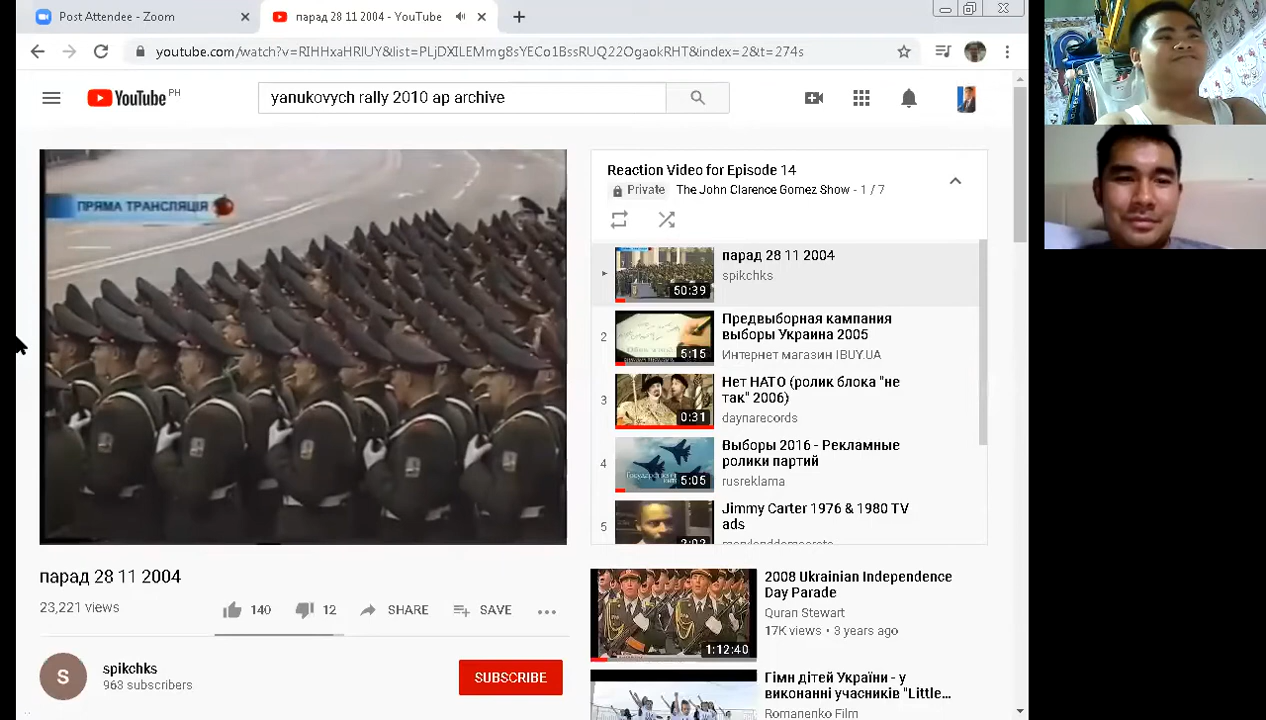 Post Attendee - Zoom
парад 28 11 2004 - YouTube
youtube.com/watch?v=RIHHxaHRlUY&list=PLjDXILEMmg8sYECo1BssRUQ22OgaokRHT&index=2&t=274s
YouTube PH
yanukovych rally 2010 ap archive
ПРЯМА ТРАНСЛЯЦІЯ
Reaction Video for Episode 14
Private The John Clarence Gomez Show - 1 / 7
парад 28 11 2004
spikchks
50:39
2
Предвыборная кампания
выборы Украина 2005
Интернет магазин IBUY.UA
5:15
3
Нет НАТО (ролик блока "не
так" 2006)
daynarecords
0:31
4
Выборы 2016 - Рекламные
ролики партий
rusreklama
5:05
5
Jimmy Carter 1976 & 1980 TV
ads
парад 28 11 2004
23,221 views
140
12
SHARE
SAVE
S
spikchks
963 subscribers
SUBSCRIBE
2008 Ukrainian Independence
Day Parade
Quran Stewart
17K views • 3 years ago
1:12:40
Гімн дітей України - у
виконанні учасників "Little...
Romanenko Film